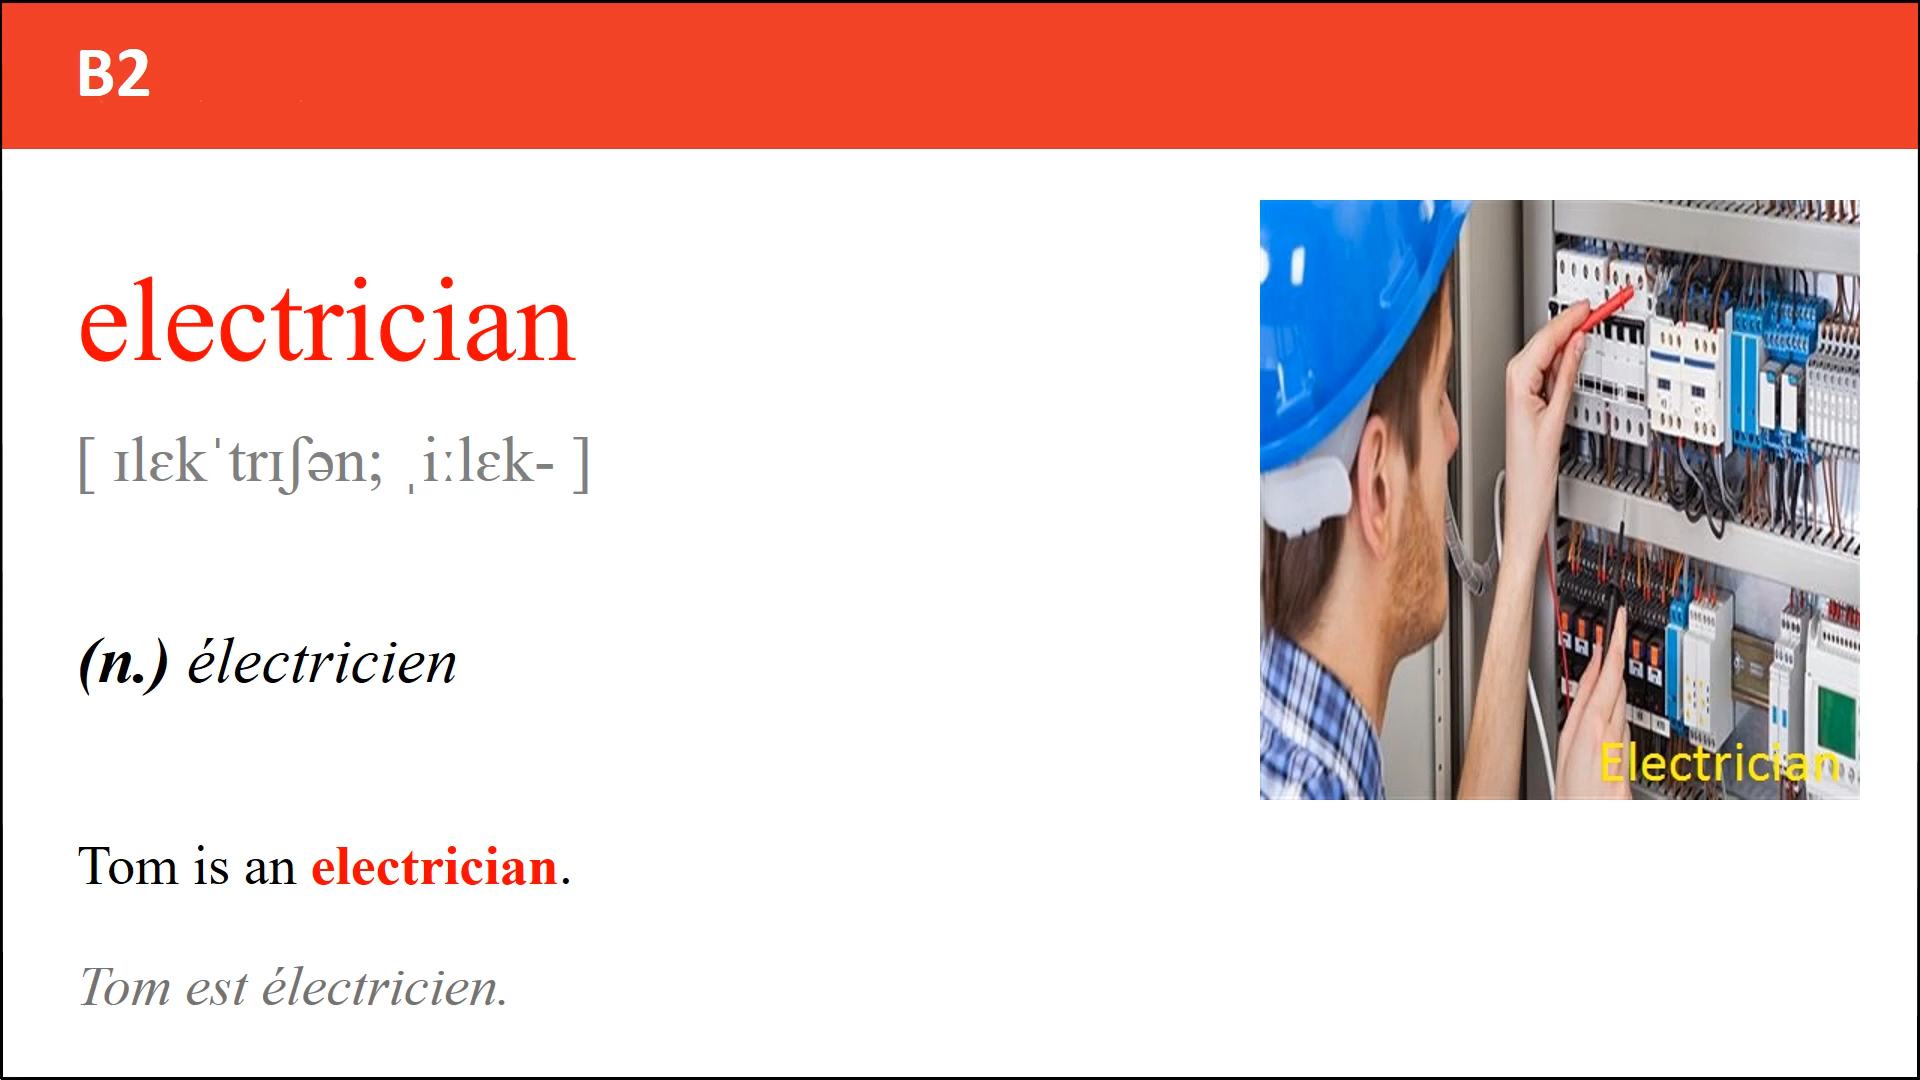 B2
electrician
[ ɪlɛkˈtrɪʃən; ˌiːlɛk- ]
(n.) électricien
Electrician
Tom is an electrician.
Tom est électricien.